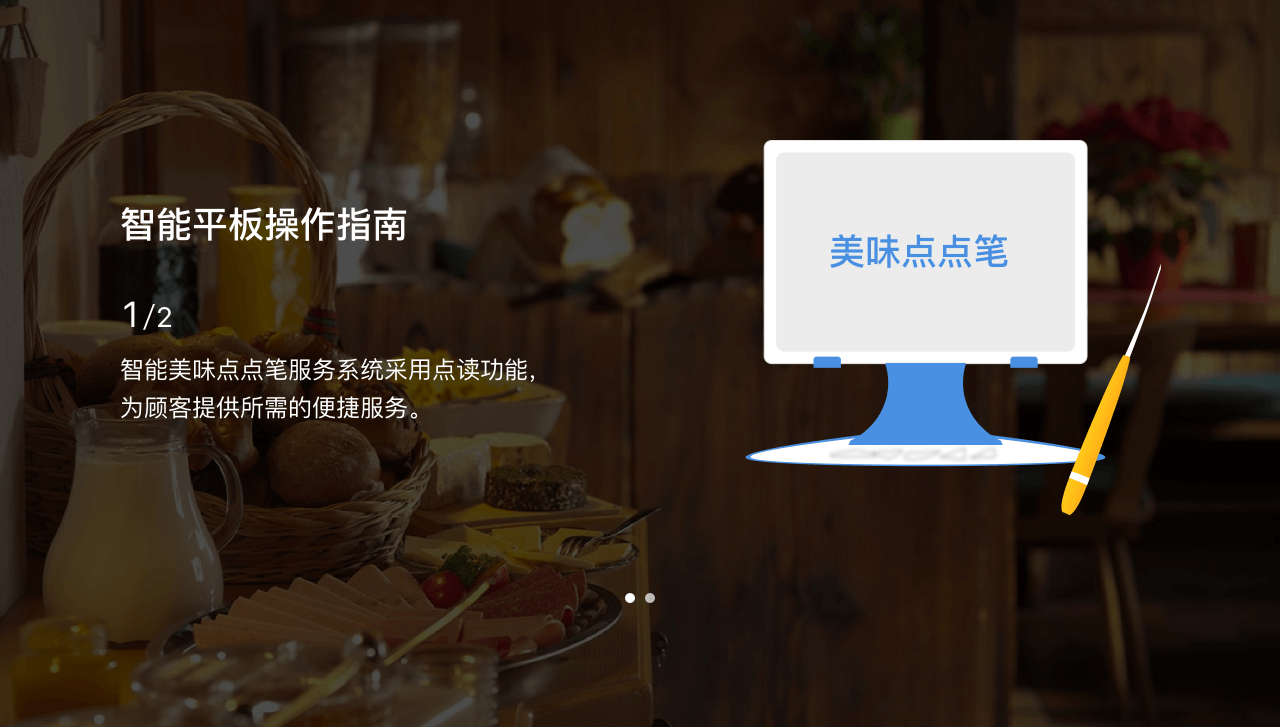 智能平板操作指南
1/2
智能美味点点笔服务系统采用点读功能，
为顾客提供所需的便捷服务。
美味点点笔